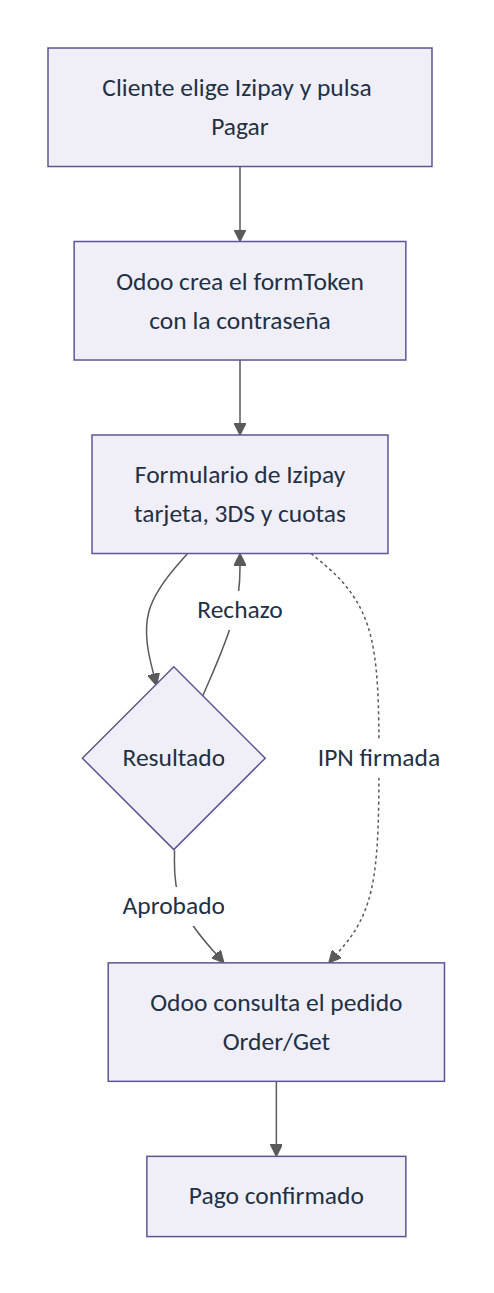 Cliente elige Izipay y pulsa
Pagar
Odoo crea el formToken
con la contraseña
Formulario de Izipay
tarjeta, 3DS y cuotas
Rechazo
Resultado
IPN firmada
Aprobado
Odoo consulta el pedido
Order/Get
Pago confirmado